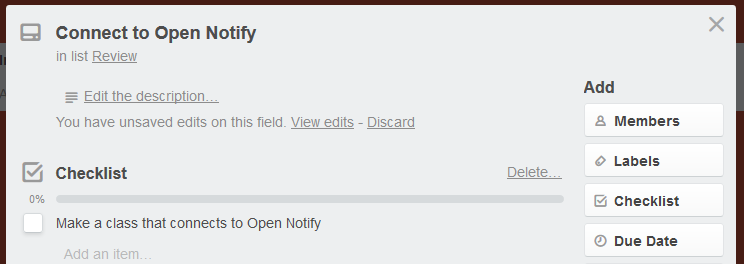 Connect to Open Notify
in list Review
Edit the description…
You have unsaved edits on this field. View edits - Discard
Checklist
Delete…
0%
Make a class that connects to Open Notify
Add an item…
Add
Members
Labels
Checklist
Due Date